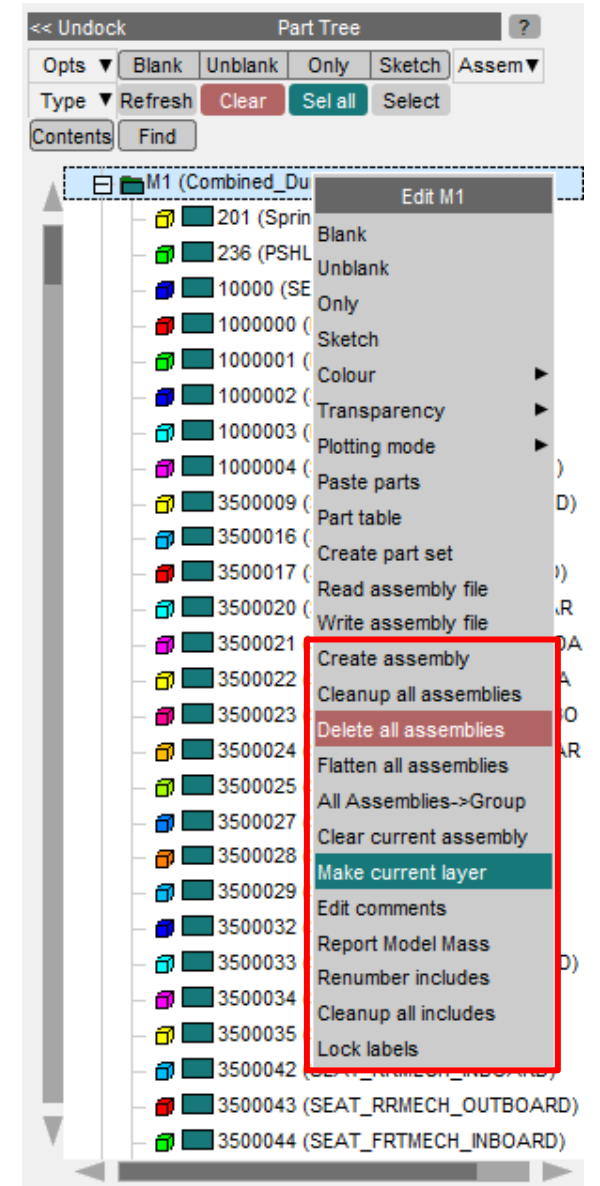 << Undock Part Tree ?
Opts ▼ Blank Unblank Only Sketch Assem▼
Type ▼ Refresh Clear Sel all Select
Contents Find
M1 (Combined_Du
Edit M1
201 (Sprin
Blank
236 (PSHL
Unblank
10000 (SE
Only
1000000 (
Sketch
1000001 (
Colour ▶
1000002 (
Transparency ▶
1000003 (
Plotting mode ▶
1000004 ( )
Paste parts
3500009 ( D)
Part table
3500016 (
Create part set
3500017 ( )
Read assembly file
3500020 ( AR
Write assembly file
3500021 OA
Create assembly
3500022 A
Cleanup all assemblies
3500023 BO
Delete all assemblies
3500024 AR
Flatten all assemblies
3500025
All Assemblies->Group
3500027
Clear current assembly
3500028
Make current layer
3500029
Edit comments
3500032
Report Model Mass
3500033 D)
Renumber includes
3500034
Cleanup all includes
3500035
Lock labels
3500042 (SEAT_RRMECH_INBOARD)
3500043 (SEAT_RRMECH_OUTBOARD)
3500044 (SEAT_FRTMECH_INBOARD)